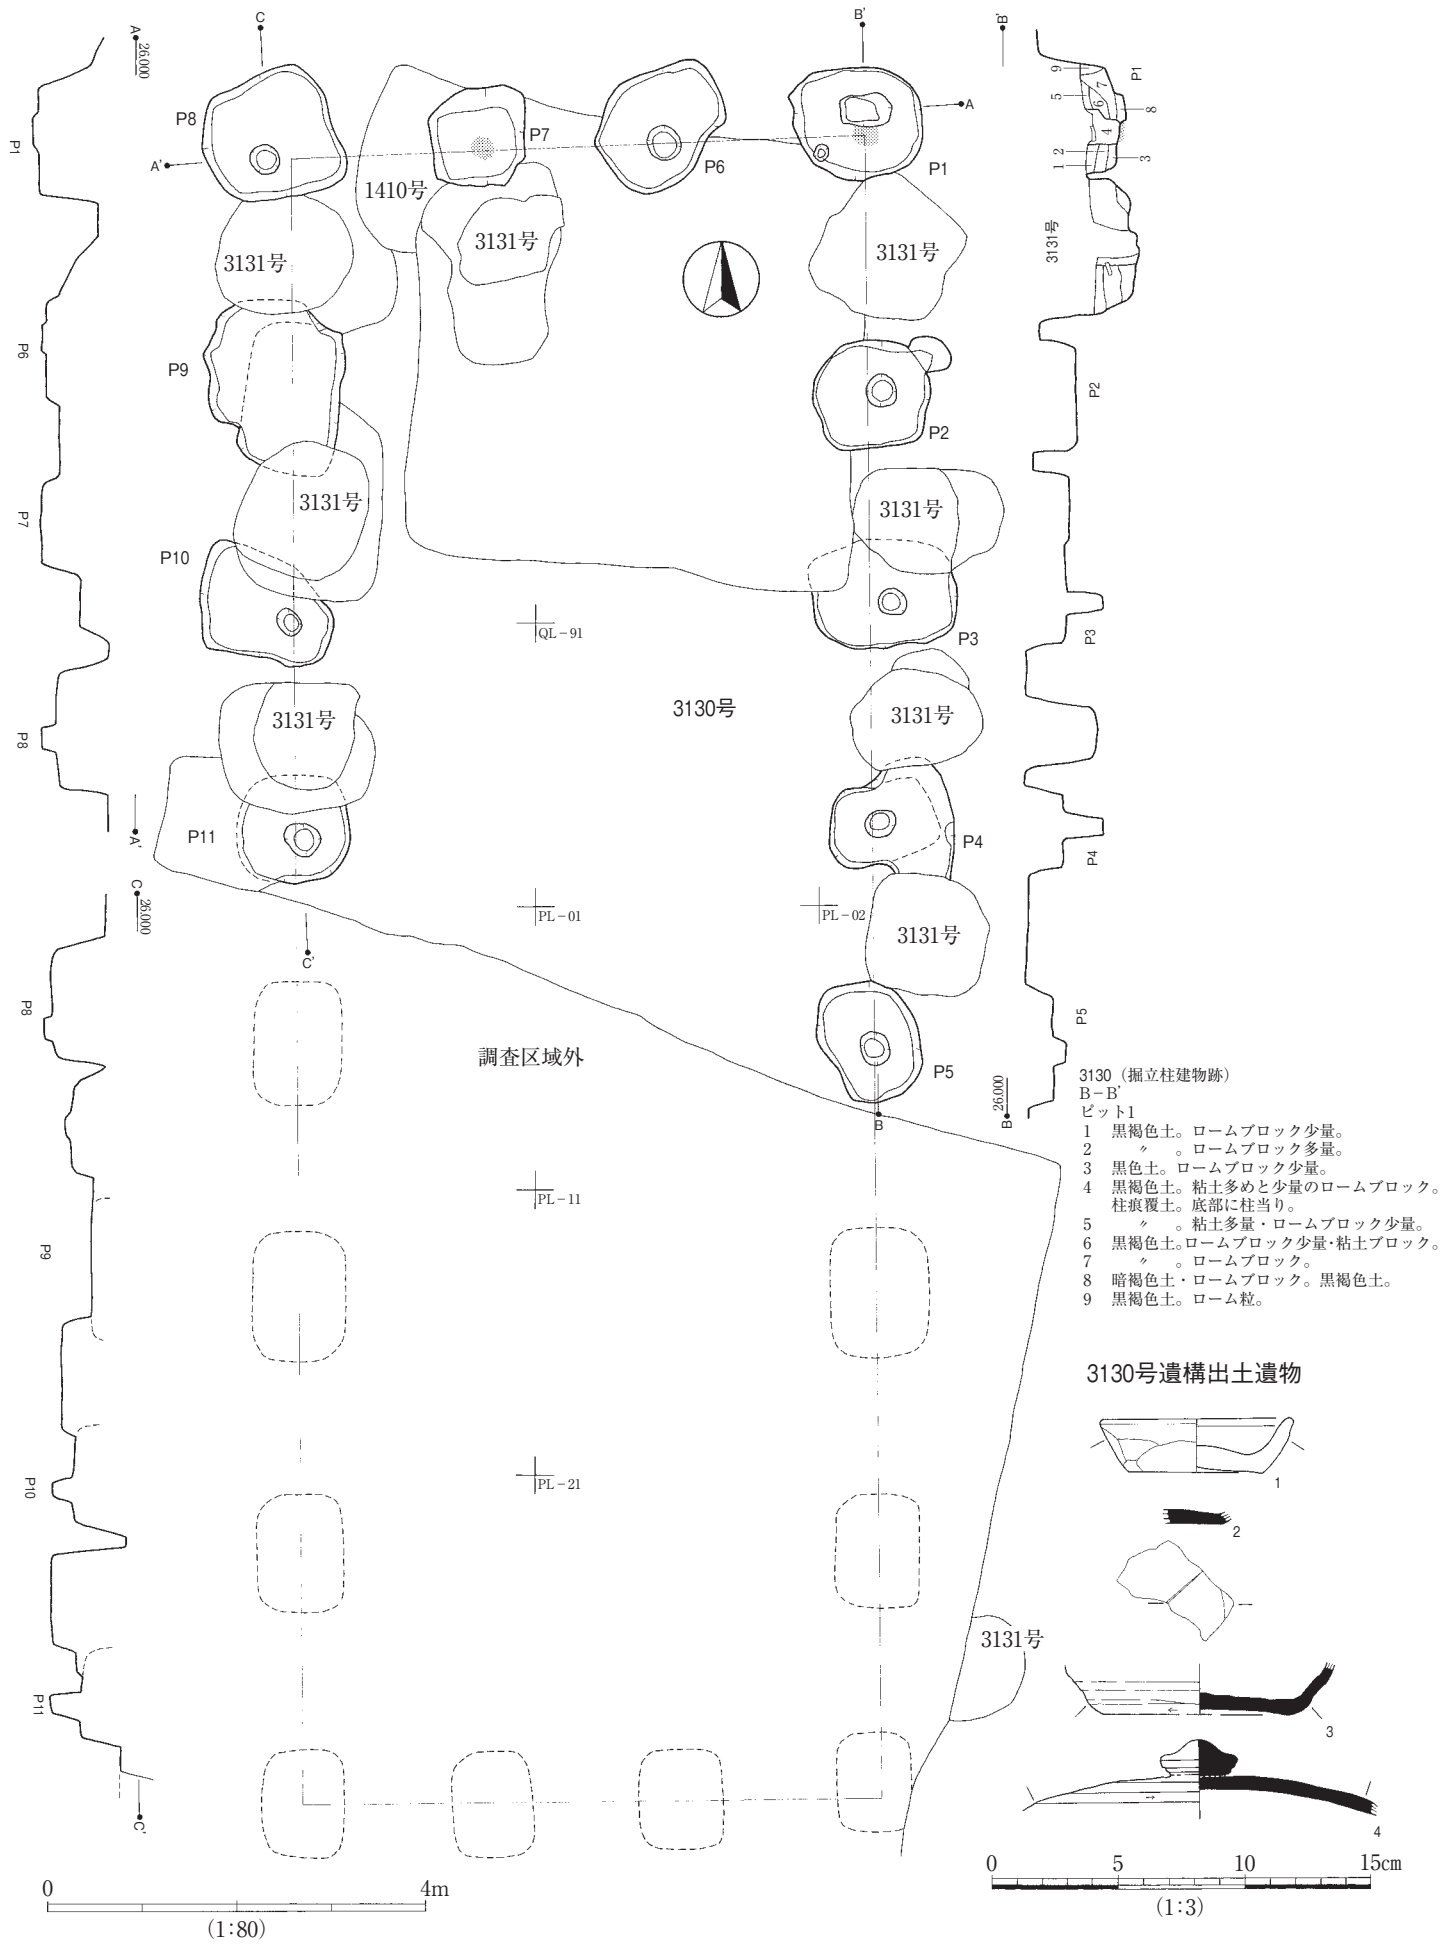 A
26.000
C
B'
B'
P1
P8
A'
P7
P6
P1
A
9
7
P1
5
6
8
4
2
1
3
1410号
3131号
3131号
3131号
3131号
P6
P9
P2
P2
P7
3131号
3131号
P10
QL-91
P3
P3
3130号
3131号
3131号
P8
P11
P4
P4
A'
C
26.000
PL-01
PL-02
3131号
C'
P8
調査区域外
P5
P5
B
26.000
B
PL-11
P9
PL-21
P10
3131号
P11
C'
3130(掘立柱建物跡)
B-B'
ピット1
1 黒褐色土。ロームブロック少量。
2 〃 。ロームブロック多量。
3 黒色土。ロームブロック少量。
4 黒褐色土。粘土多めと少量のロームブロック。
柱痕覆土。底部に柱当り。
5 〃 。粘土多量・ロームブロック少量。
6 黒褐色土。ロームブロック少量・粘土ブロック。
7 〃 。ロームブロック。
8 暗褐色土・ロームブロック。黒褐色土。
9 黒褐色土。ローム粒。
3130号遺構出土遺物
1
2
3
4
0 4m
(1:80)
0 5 10 15cm
(1:3)